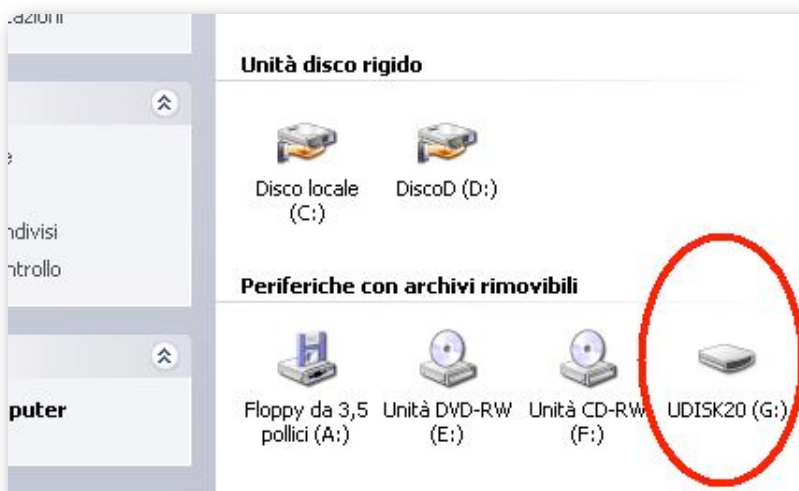 Unità disco rigido
Disco locale
(C:)
DiscoD (D:)
ndivisi
ntrollo
Periferiche con archivi rimovibili
puter
Floppy da 3,5
pollici (A:)
Unità DVD-RW
(E:)
Unità CD-RW
(F:)
UDISK20 (G:)